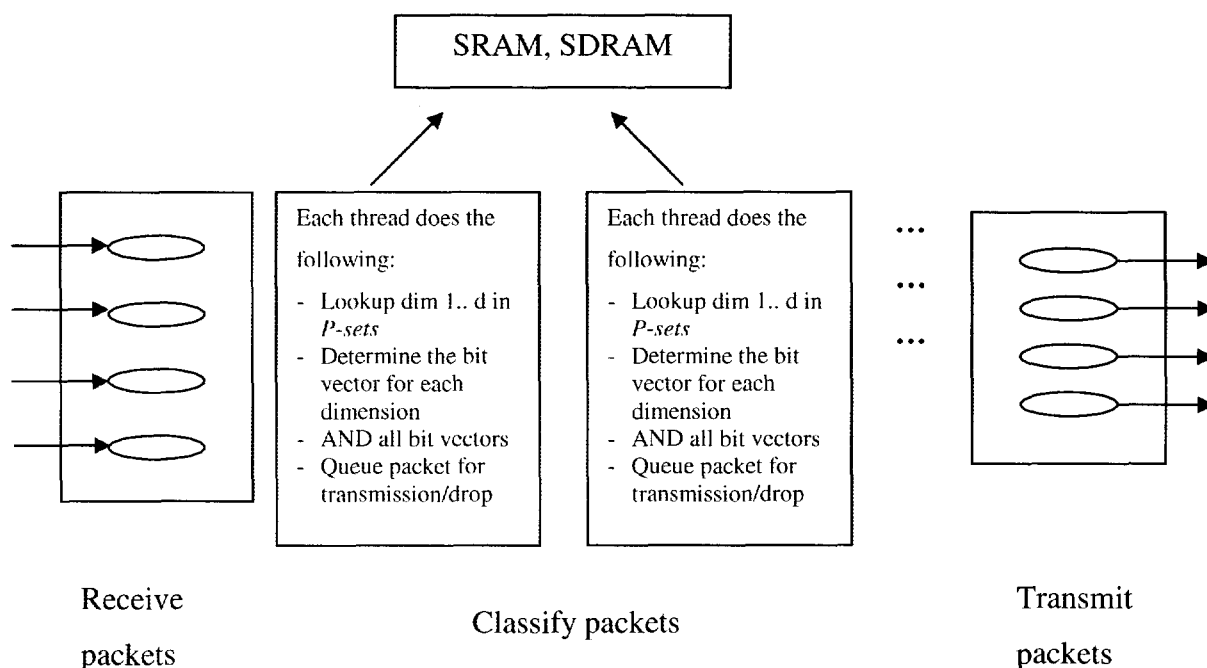 SRAM, SDRAM
Each thread does the
following:
- Lookup dim 1.. d in
P-sets
- Determine the bit
vector for each
dimension
- AND all bit vectors
- Queue packet for
transmission/drop
Each thread does the
following:
- Lookup dim 1.. d in
P-sets
- Determine the bit
vector for each
dimension
- AND all bit vectors
- Queue packet for
transmission/drop
...
...
...
Receive
packets
Classify packets
Transmit
packets